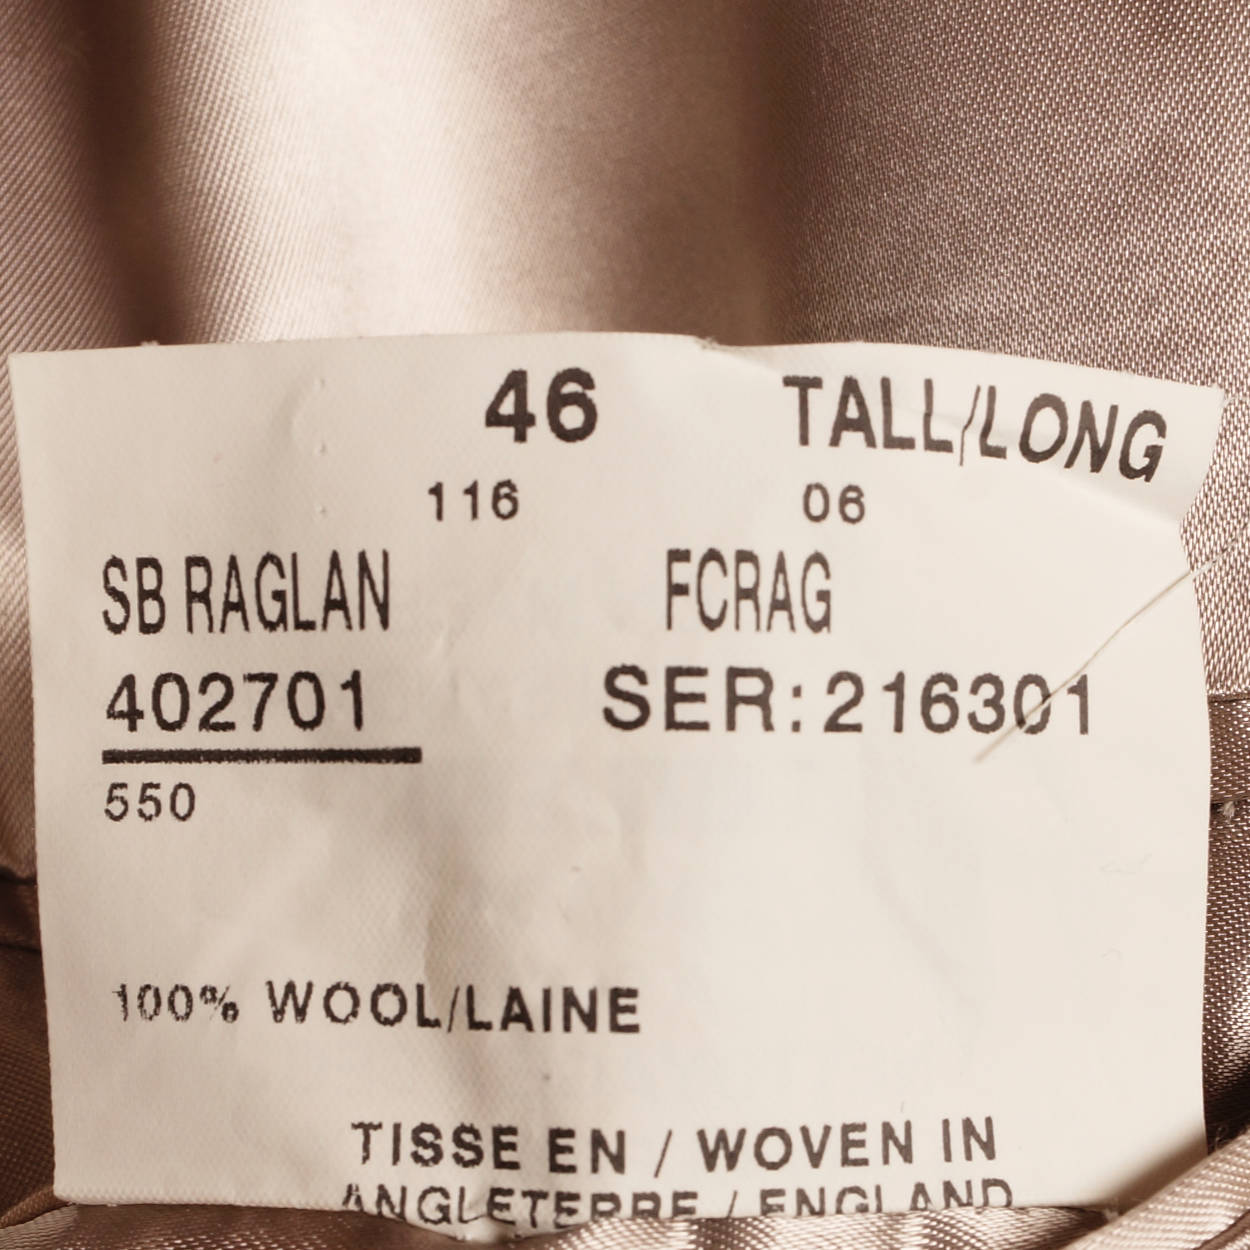 46 TALL/LONG
116 06
SB RAGLAN FCRAG
402701 SER:216301
550
100% WOOL/LAINE
TISSE EN / WOVEN IN
ANGLETERRE / ENGLAND